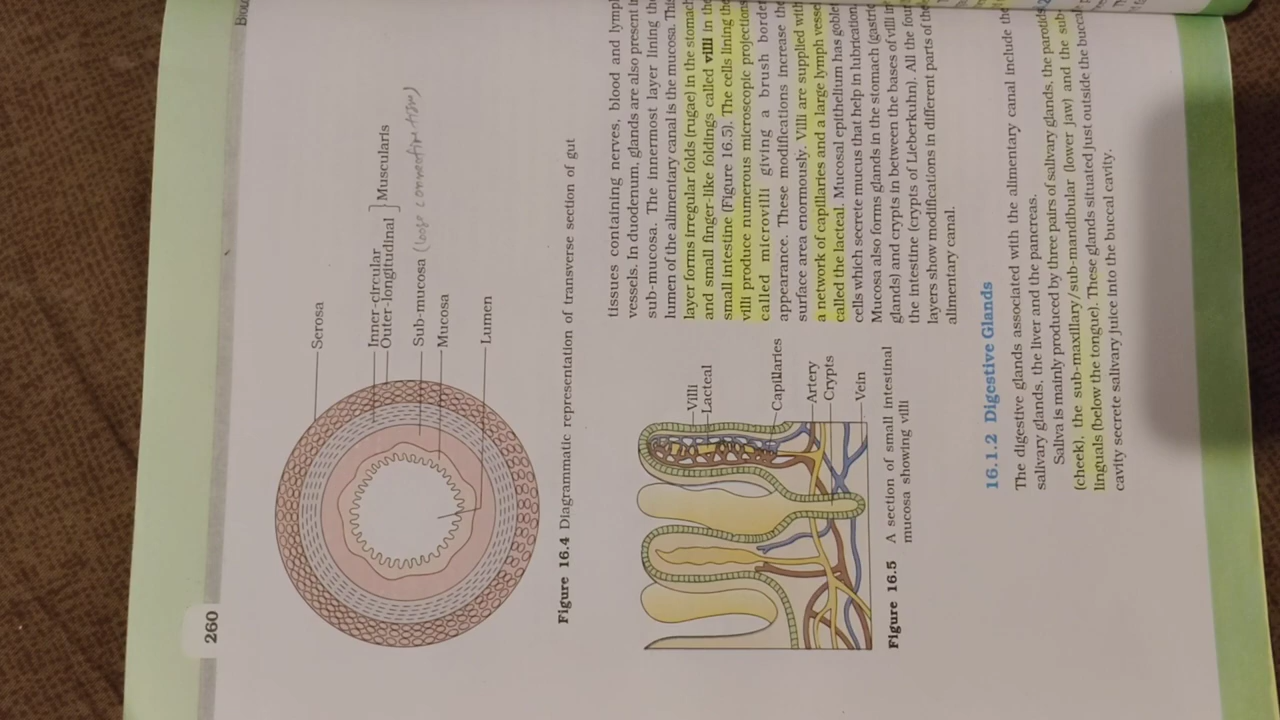 260
Serosa
Inner-circular
Outer-longitudinal
Muscularis
Sub-mucosa (loose connective tissue)
Mucosa
Lumen
Figure 16.4 Diagrammatic representation of transverse section of gut
tissues containing nerves, blood and lymph
vessels. In duodenum, glands are also present in
sub-mucosa. The innermost layer lining the
lumen of the alimentary canal is the mucosa. This
layer forms irregular folds (rugae) in the stomach
and small finger-like foldings called villi in the
small intestine (Figure 16.5). The cells lining the
villi produce numerous microscopic projections
called microvilli giving a brush border
appearance. These modifications increase the
surface area enormously. Villi are supplied with
a network of capillaries and a large lymph vessel
called the lacteal. Mucosal epithelium has goblet
cells which secrete mucus that help in lubrication.
Mucosa also forms glands in the stomach (gastric
glands) and crypts in between the bases of villi in
the intestine (crypts of Lieberkuhn). All the four
layers show modifications in different parts of the
alimentary canal.
Villi
Lacteal
Capillaries
Artery
Crypts
Vein
Figure 16.5 A section of small intestinal
mucosa showing villi
16.1.2 Digestive Glands
The digestive glands associated with the alimentary canal include the
salivary glands, the liver and the pancreas.
Saliva is mainly produced by three pairs of salivary glands, the parotids
(cheek), the sub-maxillary/sub-mandibular (lower jaw) and the sub-
linguals (below the tongue). These glands situated just outside the buccal
cavity secrete salivary juice into the buccal cavity.